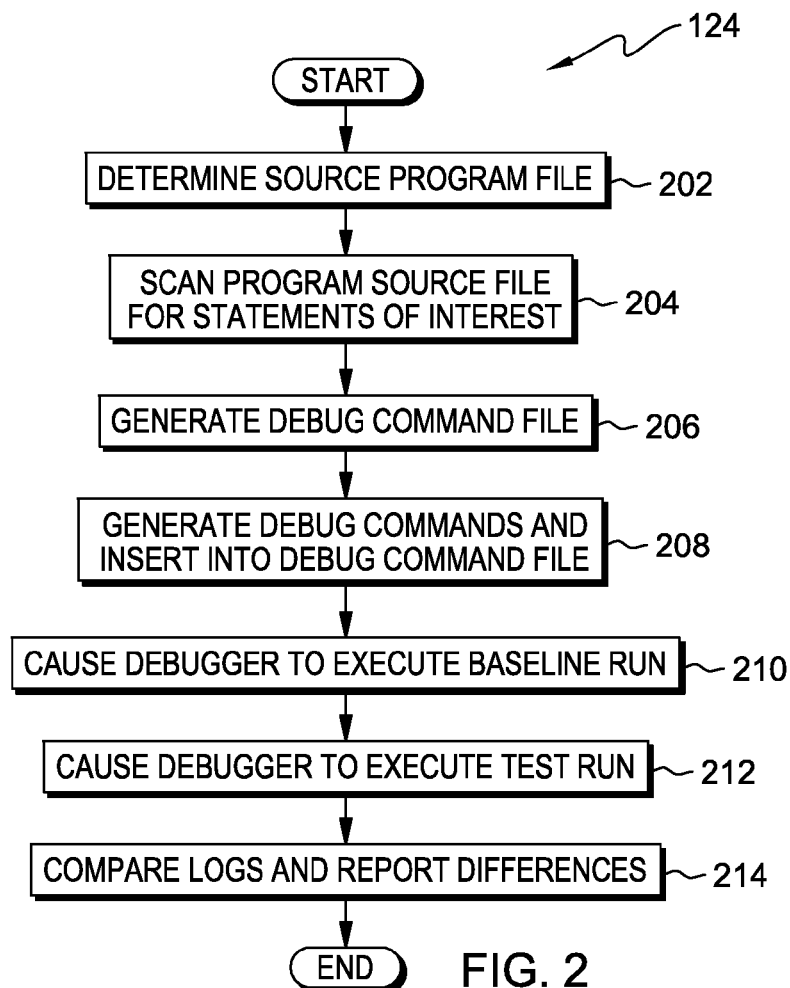 124
START
DETERMINE SOURCE PROGRAM FILE
202
SCAN PROGRAM SOURCE FILE
FOR STATEMENTS OF INTEREST
204
GENERATE DEBUG COMMAND FILE
206
GENERATE DEBUG COMMANDS AND
INSERT INTO DEBUG COMMAND FILE
208
CAUSE DEBUGGER TO EXECUTE BASELINE RUN
210
CAUSE DEBUGGER TO EXECUTE TEST RUN
212
COMPARE LOGS AND REPORT DIFFERENCES
214
END
FIG. 2